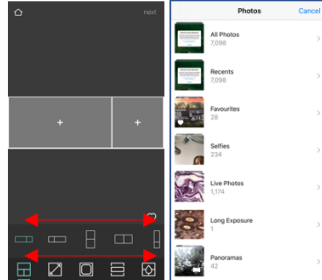 next
Photos
Cancel
All Photos
7,098
Recents
7,098
Favourites
28
Selfies
234
Live Photos
1,174
Long Exposure
1
Panoramas
42